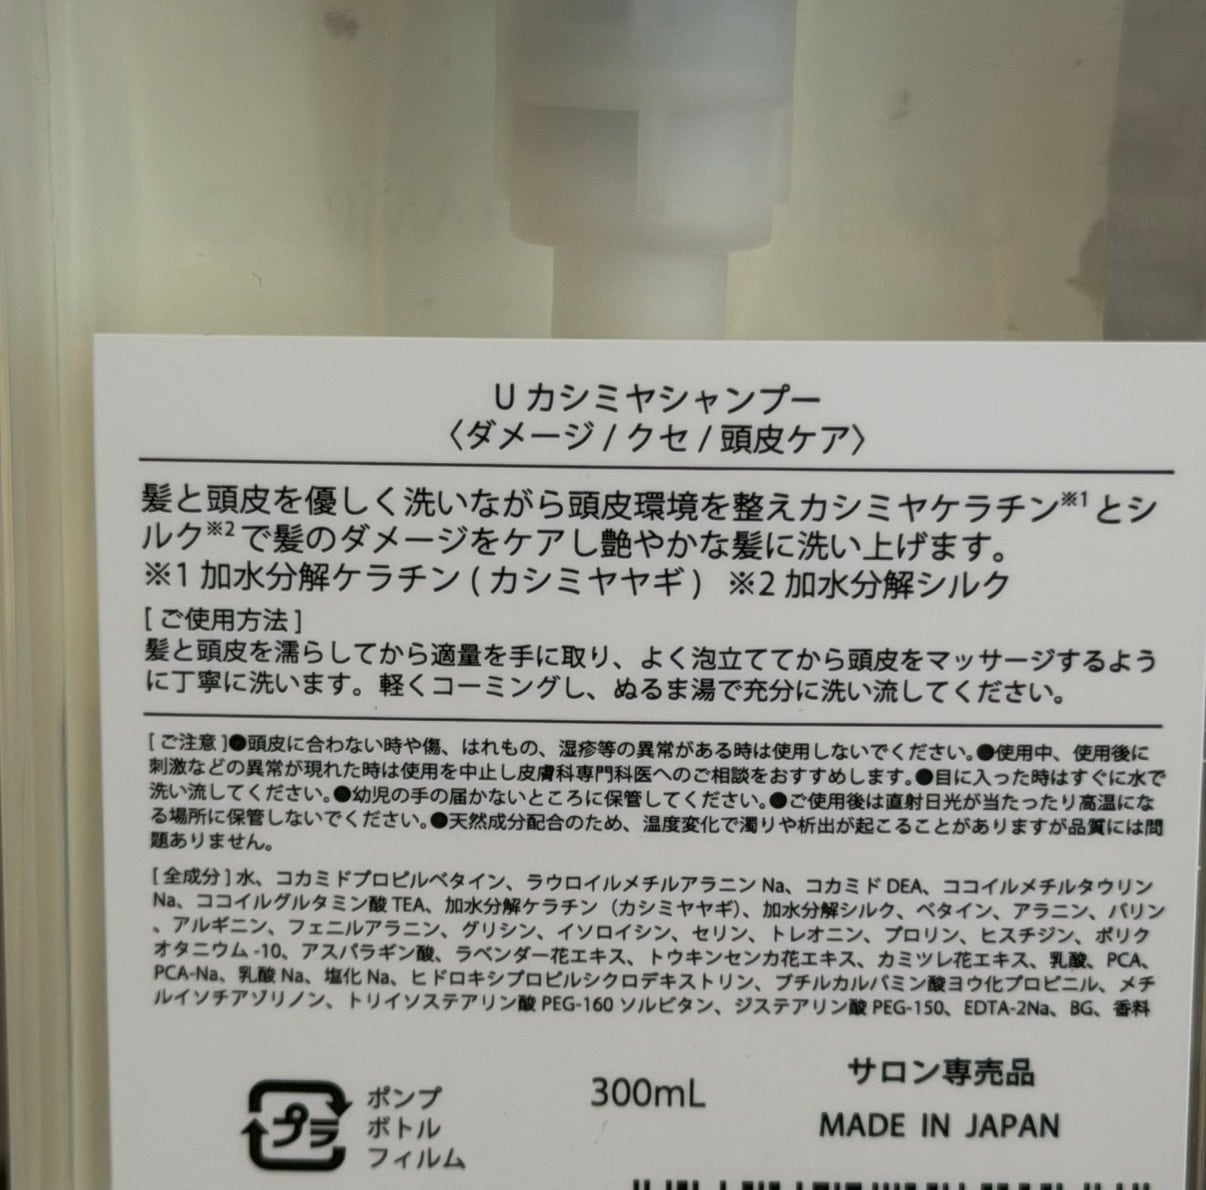 U カシミヤシャンプー
〈ダメージ / クセ / 頭皮ケア〉
髪と頭皮を優しく洗いながら頭皮環境を整えカシミヤケラチン※1とシ
ルク※2で髪のダメージをケアし艶やかな髪に洗い上げます。
※1 加水分解ケラチン ( カシミヤヤギ ) ※2 加水分解シルク
[ ご使用方法 ]
髪と頭皮を濡らしてから適量を手に取り、よく泡立ててから頭皮をマッサージするよう
に丁寧に洗います。軽くコーミングし、ぬるま湯で充分に洗い流してください。
[ ご注意 ]●頭皮に合わない時や傷、はれもの、湿疹等の異常がある時は使用しないでください。●使用中、使用後に
刺激などの異常が現れた時は使用を中止し皮膚科専門科医へのご相談をおすすめします。●目に入った時はすぐに水で
洗い流してください。●幼児の手の届かないところに保管してください。●ご使用後は直射日光が当たったり高温にな
る場所に保管しないでください。●天然成分配合のため、温度変化で濁りや析出が起こることがありますが品質には問
題ありません。
[ 全成分 ] 水、コカミドプロピルベタイン、ラウロイルメチルアラニン Na、コカミド DEA、ココイルメチルタウリン
Na、ココイルグルタミン酸 TEA、加水分解ケラチン（カシミヤヤギ）、加水分解シルク、ベタイン、アラニン、バリン
、アルギニン、フェニルアラニン、グリシン、イソロイシン、セリン、トレオニン、プロリン、ヒスチジン、ポリク
オタニウム -10、アスパラギン酸、ラベンダー花エキス、トウキンセンカ花エキス、カミツレ花エキス、乳酸、PCA、
PCA-Na、乳酸 Na、塩化 Na、ヒドロキシプロピルシクロデキストリン、ブチルカルバミン酸ヨウ化プロピニル、メチ
ルイソチアゾリノン、トリイソステアリン酸 PEG-160 ソルビタン、ジステアリン酸 PEG-150、EDTA-2Na、BG、香料
プラ
ポンプ
ボトル
フィルム
300mL
サロン専売品
MADE IN JAPAN